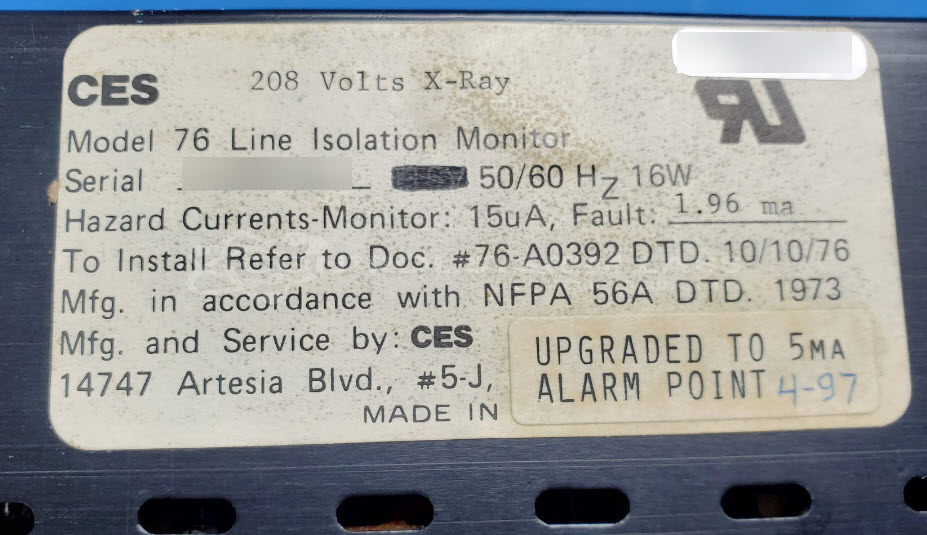 CES 208 Volts X-Ray
RU
Model 76 Line Isolation Monitor
Serial 50/60 Hz 16W
Hazard Currents-Monitor: 15uA, Fault: 1.96 ma
To Install Refer to Doc. #76-A0392 DTD. 10/10/76
Mfg. in accordance with NFPA 56A DTD. 1973
Mfg. and Service by: CES
14747 Artesia Blvd., #5-J,
MADE IN
UPGRADED TO 5MA
ALARM POINT 4-97